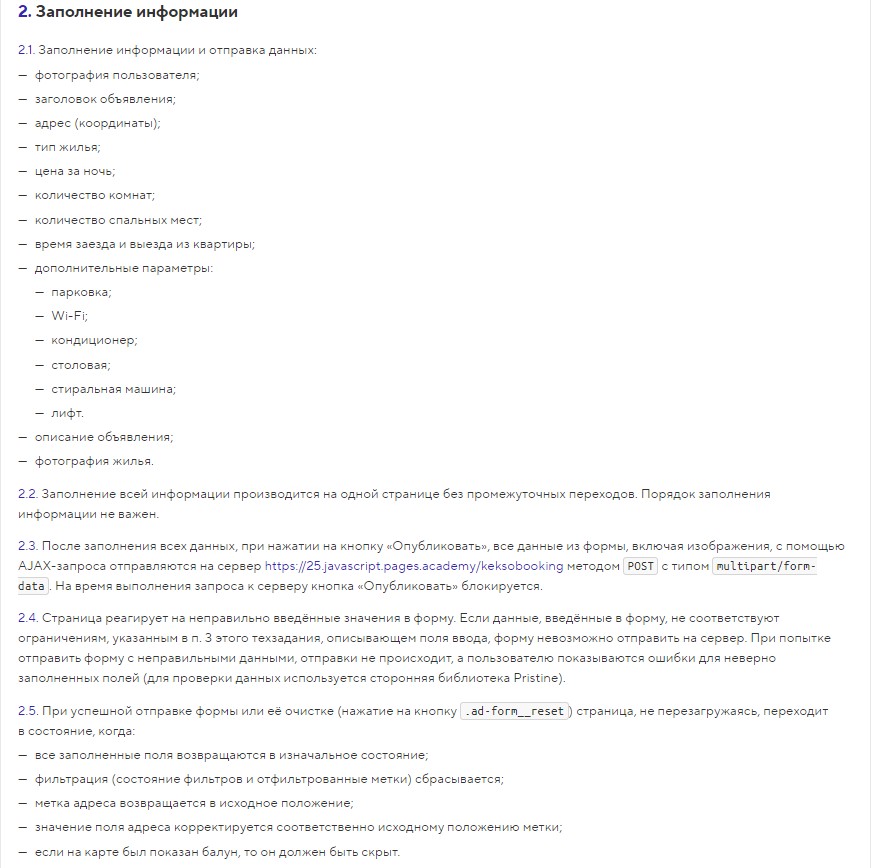 2. Заполнение информации
2.1. Заполнение информации и отправка данных:
— фотография пользователя;
— заголовок объявления;
— адрес (координаты);
— тип жилья;
— цена за ночь;
— количество комнат;
— количество спальных мест;
— время заезда и выезда из квартиры;
— дополнительные параметры:
— парковка;
— Wi-Fi;
— кондиционер;
— столовая;
— стиральная машина;
— лифт.
— описание объявления;
— фотография жилья.
2.2. Заполнение всей информации производится на одной странице без промежуточных переходов. Порядок заполнения
информации не важен.
2.3. После заполнения всех данных, при нажатии на кнопку «Опубликовать», все данные из формы, включая изображения, с помощью
AJAX-запроса отправляются на сервер https://25.javascript.pages.academy/keksobooking методом POST с типом multipart/form-
data. На время выполнения запроса к серверу кнопка «Опубликовать» блокируется.
2.4. Страница реагирует на неправильно введённые значения в форму. Если данные, введённые в форму, не соответствуют
ограничениям, указанным в п. 3 этого техзадания, описывающем поля ввода, форму невозможно отправить на сервер. При попытке
отправить форму с неправильными данными, отправки не происходит, а пользователю показываются ошибки для неверно
заполненных полей (для проверки данных используется сторонняя библиотека Pristine).
2.5. При успешной отправке формы или её очистке (нажатие на кнопку .ad-form__reset) страница, не перезагружаясь, переходит
в состояние, когда:
— все заполненные поля возвращаются в изначальное состояние;
— фильтрация (состояние фильтров и отфильтрованные метки) сбрасывается;
— метка адреса возвращается в исходное положение;
— значение поля адреса корректируется соответственно исходному положению метки;
— если на карте был показан балун, то он должен быть скрыт.